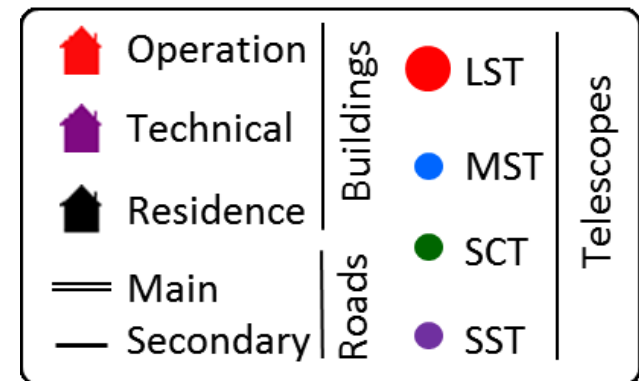 Operation
Technical
Residence
Buildings
Main
Secondary
Roads
LST
MST
SCT
SST
Telescopes